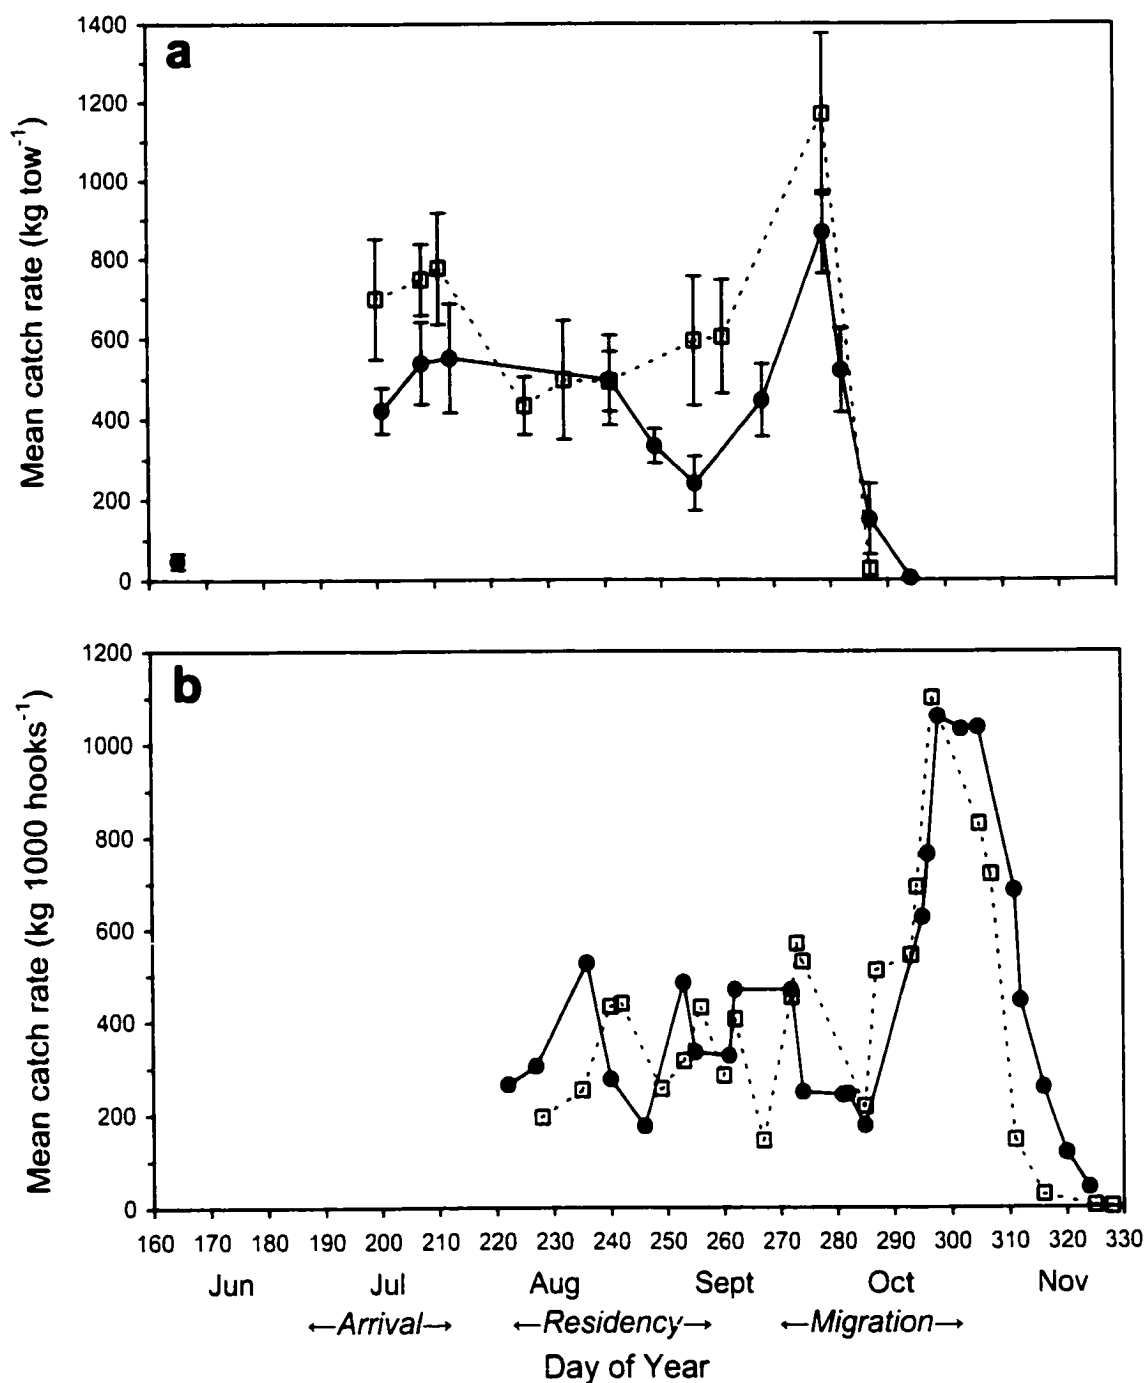 a
Mean catch rate (kg tow-1)
1400
1200
1000
800
600
400
200
0
b
Mean catch rate (kg 1000 hooks-1)
1200
1000
800
600
400
200
0
160 170 180 190 200 210 220 230 240 250 260 270 280 290 300 310 320 330
Jun Jul Aug Sept Oct Nov
←Arrival→ ←Residency→ ←Migration→
Day of Year